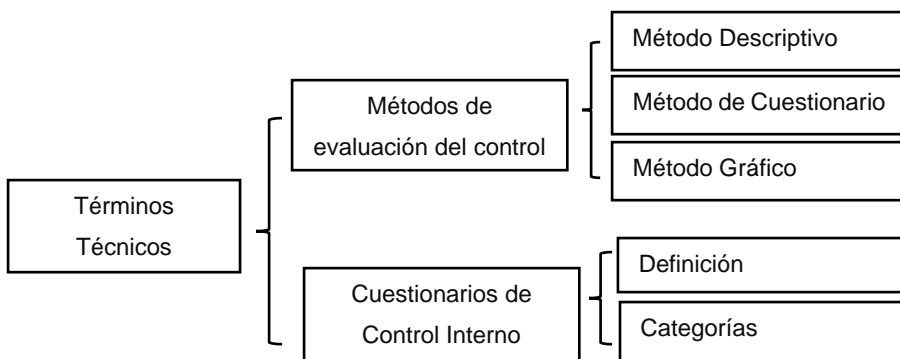 Términos
Técnicos
Métodos de
evaluación del control
Método Descriptivo
Método de Cuestionario
Método Gráfico
Cuestionarios de
Control Interno
Definición
Categorías